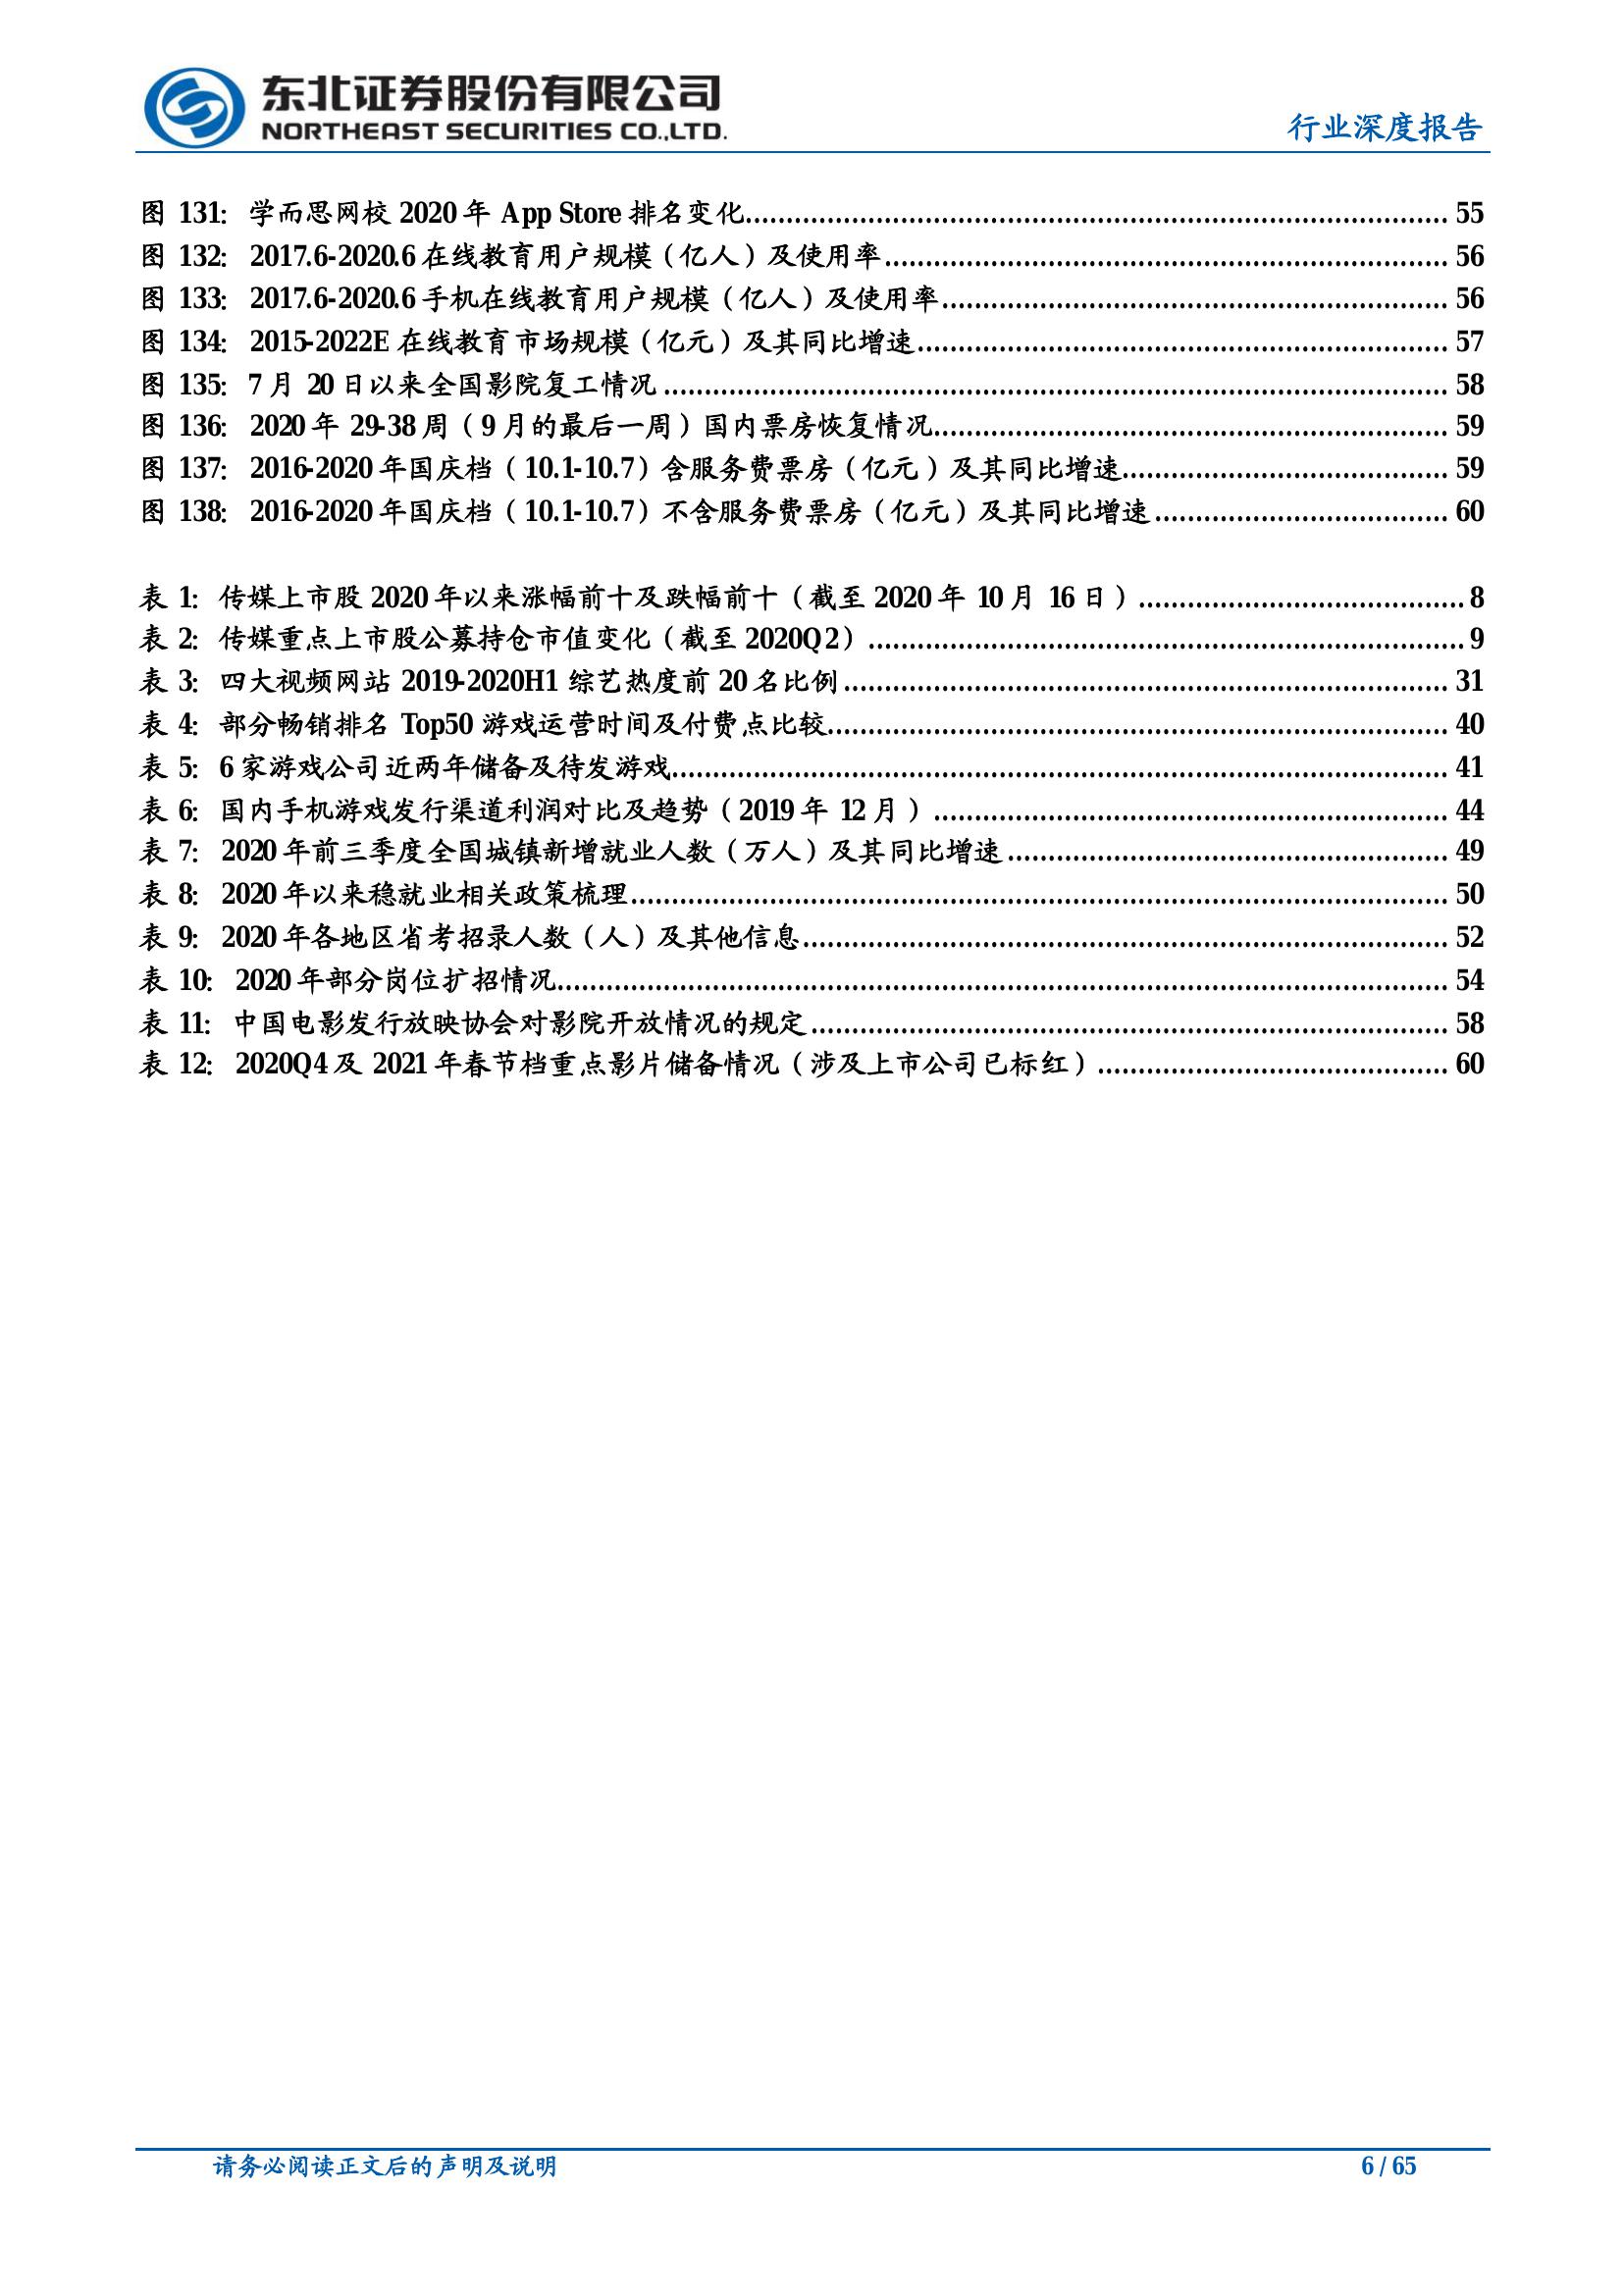 东北证券股份有限公司
NORTHEAST SECURITIES CO.,LTD.
行业深度报告
图 131: 学而思网校 2020 年 App Store 排名变化 55
图 132: 2017.6-2020.6 在线教育用户规模（亿人）及使用率 56
图 133: 2017.6-2020.6 手机在线教育用户规模（亿人）及使用率 56
图 134: 2015-2022E 在线教育市场规模（亿元）及其同比增速 57
图 135: 7 月 20 日以来全国影院复工情况 58
图 136: 2020 年 29-38 周（9 月的最后一周）国内票房恢复情况 59
图 137: 2016-2020 年国庆档（10.1-10.7）含服务费票房（亿元）及其同比增速 59
图 138: 2016-2020 年国庆档（10.1-10.7）不含服务费票房（亿元）及其同比增速 60
表 1: 传媒上市股 2020 年以来涨幅前十及跌幅前十（截至 2020 年 10 月 16 日） 8
表 2: 传媒重点上市股公募持仓市值变化（截至 2020Q2） 9
表 3: 四大视频网站 2019-2020H1 综艺热度前 20 名比例 31
表 4: 部分畅销排名 Top50 游戏运营时间及付费点比较 40
表 5: 6 家游戏公司近两年储备及待发游戏 41
表 6: 国内手机游戏发行渠道利润对比及趋势（2019 年 12 月） 44
表 7: 2020 年前三季度全国城镇新增就业人数（万人）及其同比增速 49
表 8: 2020 年以来稳就业相关政策梳理 50
表 9: 2020 年各地区省考招录人数（人）及其他信息 52
表 10: 2020 年部分岗位扩招情况 54
表 11: 中国电影发行放映协会对影院开放情况的规定 58
表 12: 2020Q4 及 2021 年春节档重点影片储备情况（涉及上市公司已标红） 60
请务必阅读正文后的声明及说明
6 / 65